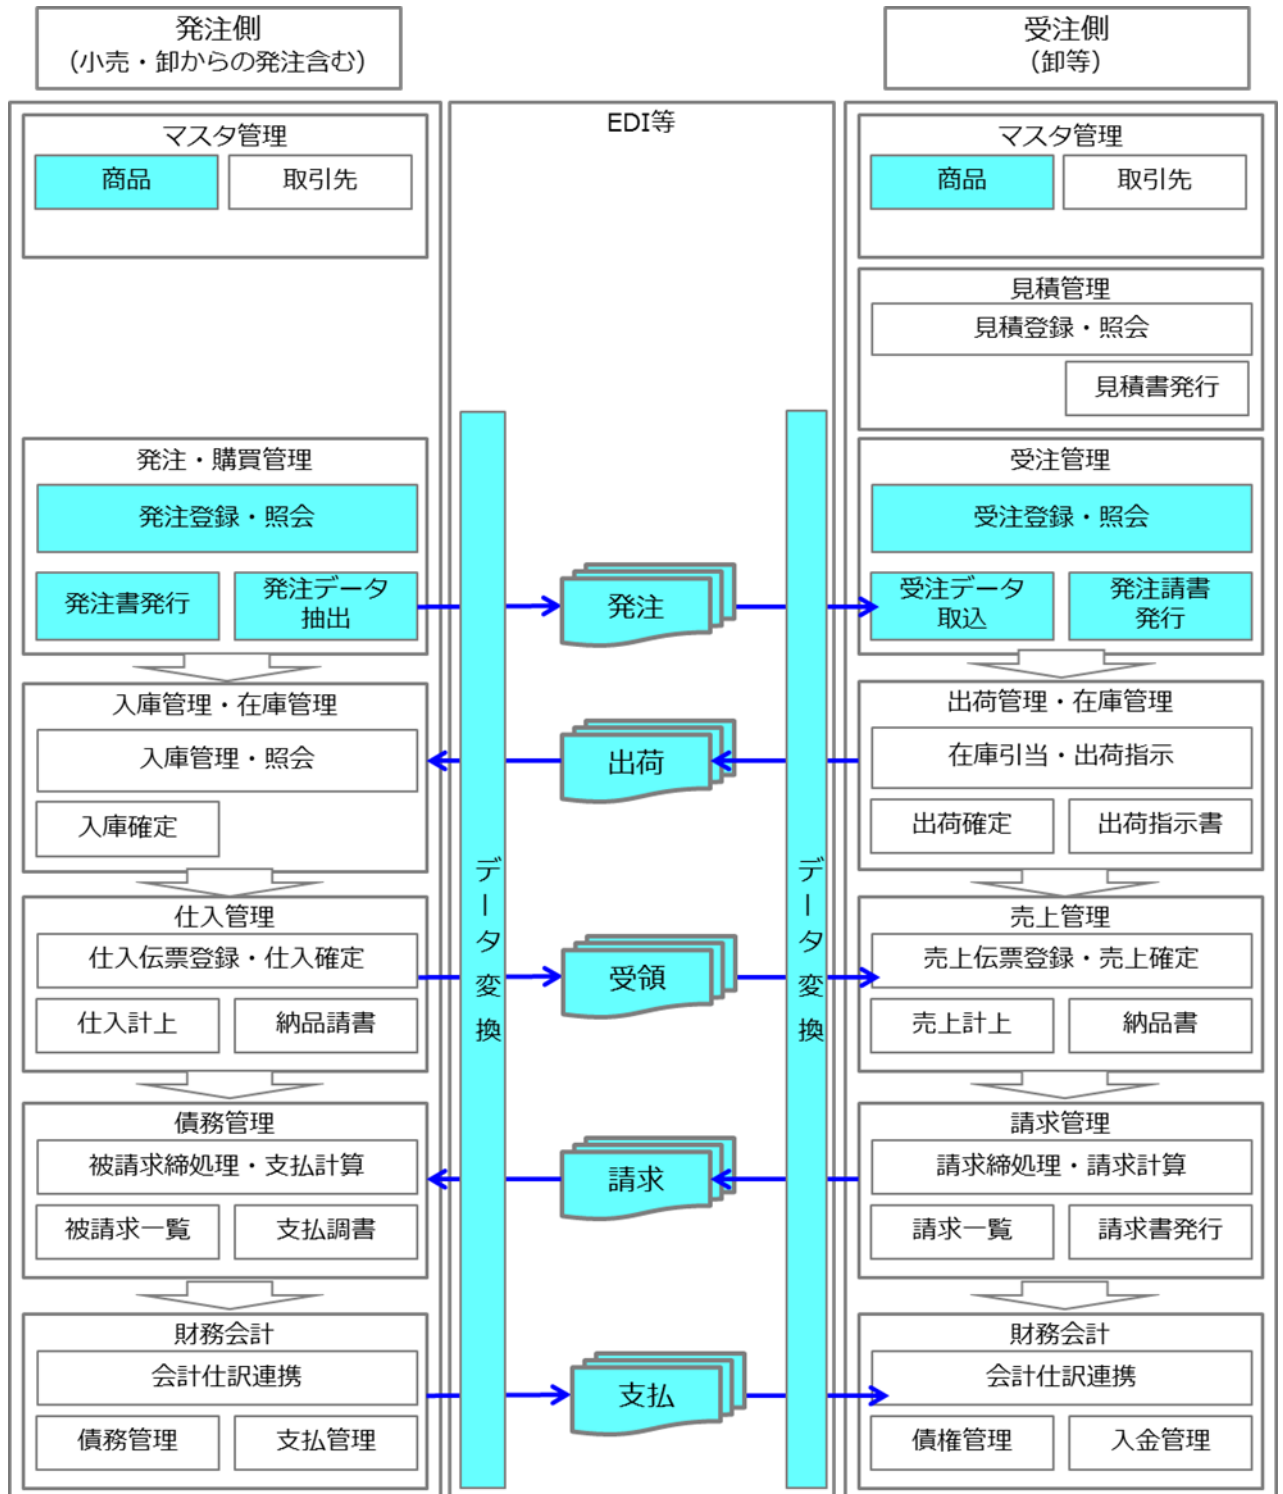 発注側
（小売・卸からの発注含む）
受注側
（卸等）
マスタ管理
商品
取引先
EDI等
マスタ管理
商品
取引先
見積管理
見積登録・照会
見積書発行
発注・購買管理
発注登録・照会
発注書発行
発注データ
抽出
発注
受注管理
受注登録・照会
受注データ
取込
発注請書
発行
入庫管理・在庫管理
入庫管理・照会
入庫確定
出荷
出荷管理・在庫管理
在庫引当・出荷指示
出荷確定
出荷指示書
データ変換
データ変換
仕入管理
仕入伝票登録・仕入確定
仕入計上
納品請書
受領
売上管理
売上伝票登録・売上確定
売上計上
納品書
債務管理
被請求締処理・支払計算
被請求一覧
支払調書
請求
請求管理
請求締処理・請求計算
請求一覧
請求書発行
財務会計
会計仕訳連携
債務管理
支払管理
支払
財務会計
会計仕訳連携
債権管理
入金管理